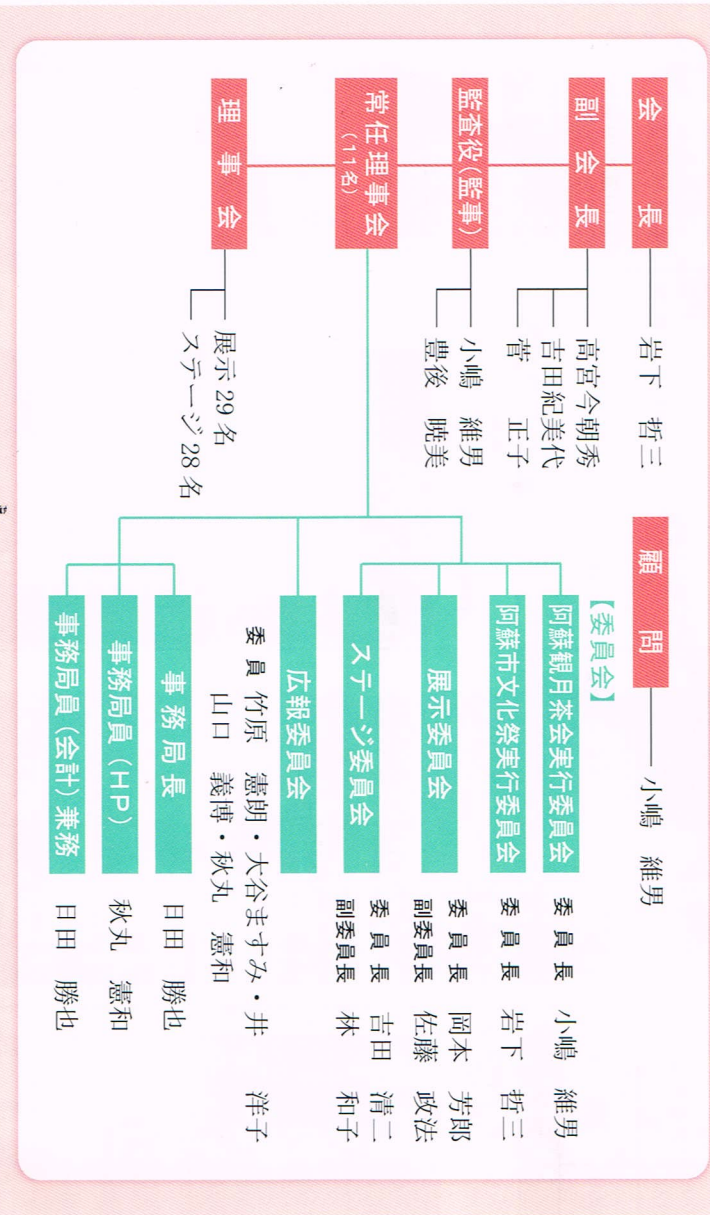 会長 岩下 哲三
副会長 高宮今朝秀
吉田紀美代
菅 正子
監査役(監事) 小嶋 維男
豊後 暁美
常任理事会
(11名)
理事会 展示 29 名
ステージ 28 名
顧問 小嶋 維男
【委員会】
阿蘇観月茶会実行委員会 委員長 小嶋 維男
阿蘇市文化祭実行委員会 委員長 岩下 哲三
展示委員会 委員長 岡本 芳郎
副委員長 佐藤 政法
ステージ委員会 委員長 吉田 清二
副委員長 林 和子
広報委員会
委員 竹原 憲朗・大谷ますみ・井 洋子
山口 義博・秋丸 憲和
事務局長 日田 勝也
事務局員(HP) 秋丸 憲和
事務局員(会計)兼務 日田 勝也